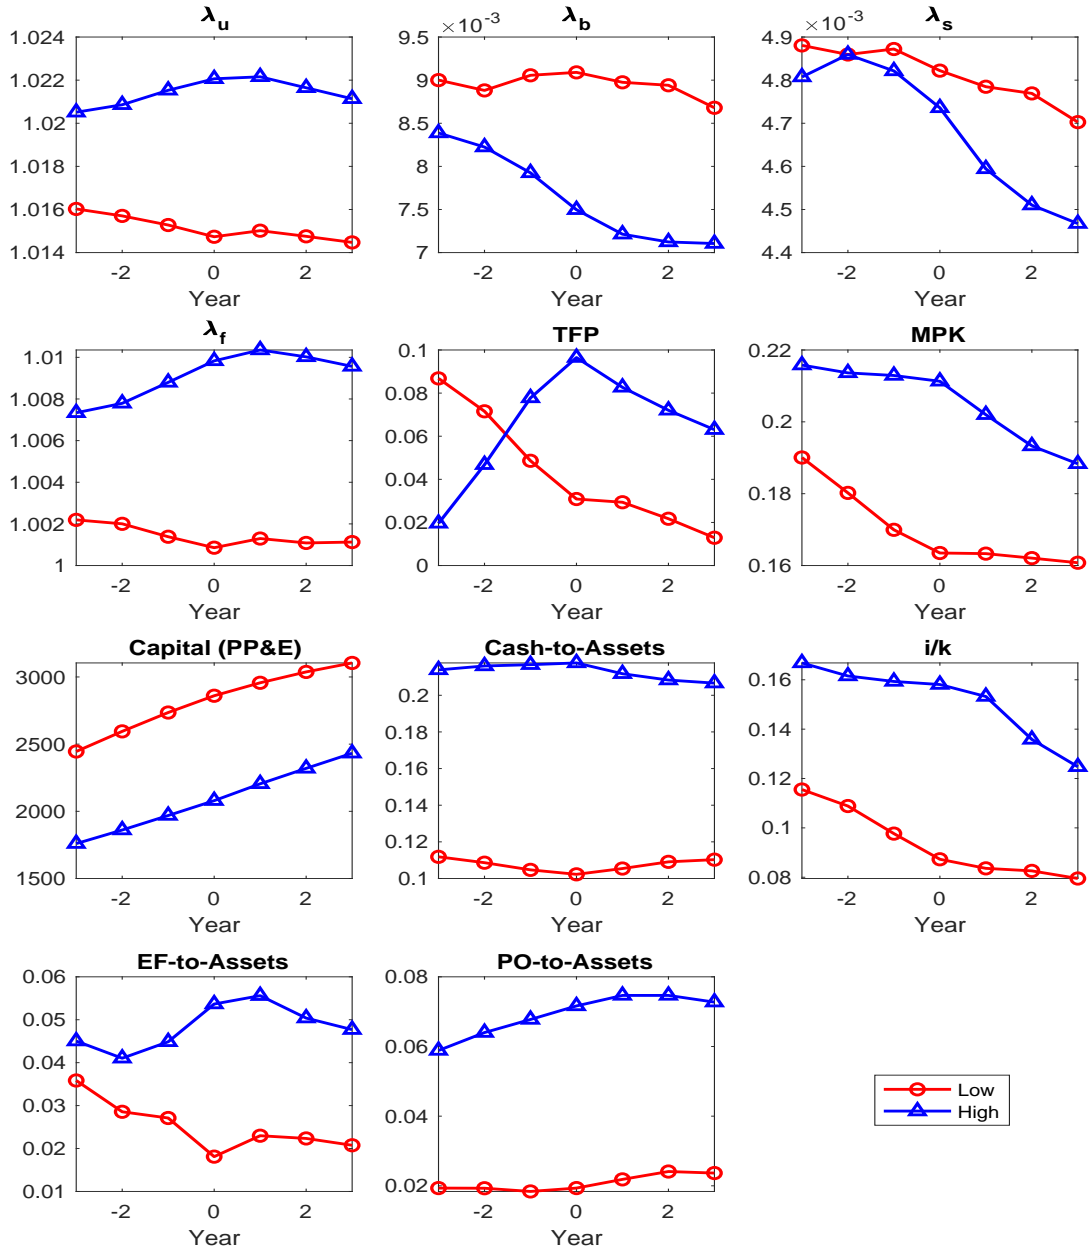 λu λb λs
1.024
1.022
1.02
1.018
1.016
1.014
1.012
-2 0 2
Year
×10-3
9.5
9
8.5
8
7.5
7
-2 0 2
Year
×10-3
4.9
4.8
4.7
4.6
4.5
4.4
-2 0 2
Year
λf TFP MPK
1.01
1.008
1.006
1.004
1.002
1
-2 0 2
Year
0.1
0.08
0.06
0.04
0.02
0
-2 0 2
Year
0.22
0.2
0.18
0.16
-2 0 2
Year
Capital (PP&E) Cash-to-Assets i/k
3000
2500
2000
1500
-2 0 2
Year
0.2
0.18
0.16
0.14
0.12
0.1
-2 0 2
Year
0.16
0.14
0.12
0.1
0.08
-2 0 2
Year
EF-to-Assets PO-to-Assets
0.06
0.05
0.04
0.03
0.02
0.01
-2 0 2
Year
0.08
0.06
0.04
0.02
-2 0 2
Year
Low
High